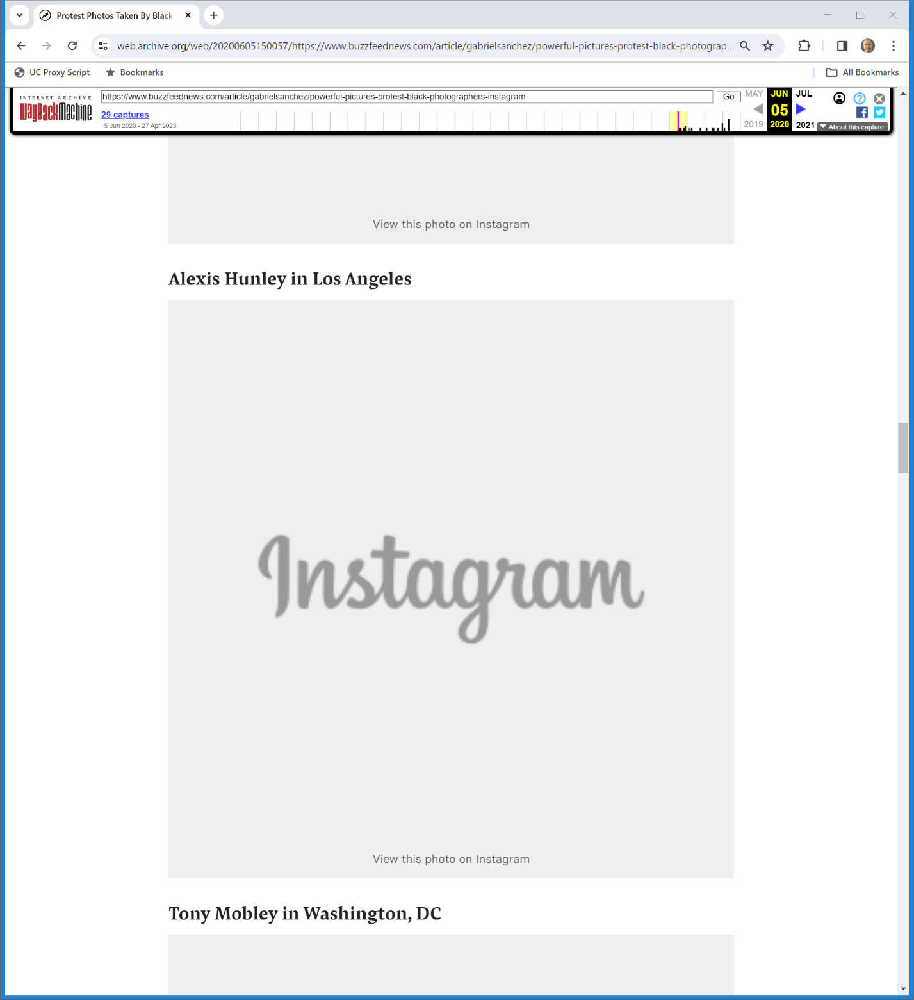 Protest Photos Taken By Black
web.archive.org/web/20200605150057/https://www.buzzfeednews.com/article/gabrielsanchez/powerful-pictures-protest-black-photograp...
UC Proxy Script
Bookmarks
All Bookmarks
INTERNET ARCHIVE
WayBackMachine
https://www.buzzfeednews.com/article/gabrielsanchez/powerful-pictures-protest-black-photographers-instagram
Go
29 captures
5 Jun 2020 - 27 Apr 2023
MAY JUN JUL
05
2019 2020 2021
About this capture
View this photo on Instagram
Alexis Hunley in Los Angeles
Instagram
View this photo on Instagram
Tony Mobley in Washington, DC